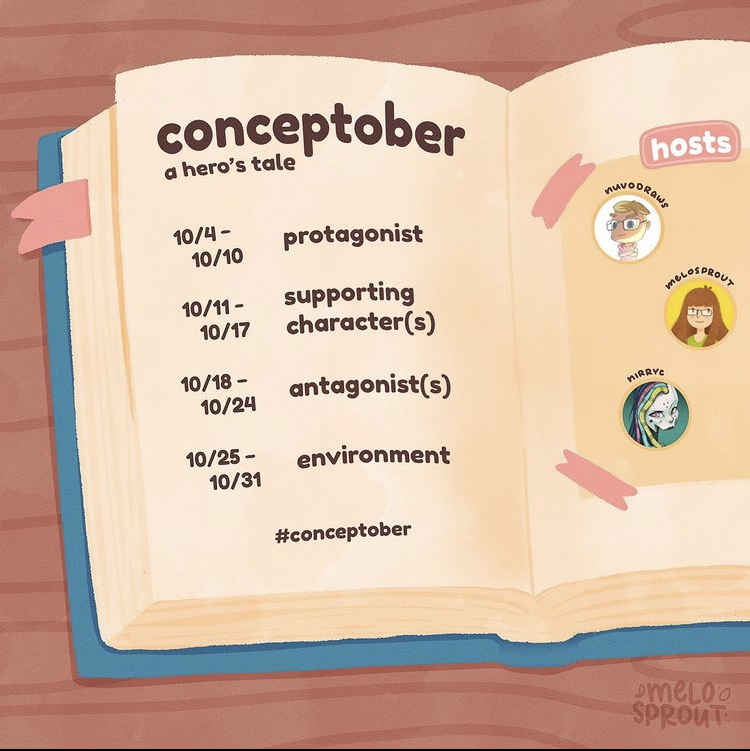 conceptober
a hero's tale
10/4 -
10/10
protagonist
10/11 -
10/17
supporting
character(s)
10/18 -
10/24
antagonist(s)
10/25 -
10/31
environment
#conceptober
hosts
nuvodraws
melosprout
nirryc
melo
sprout